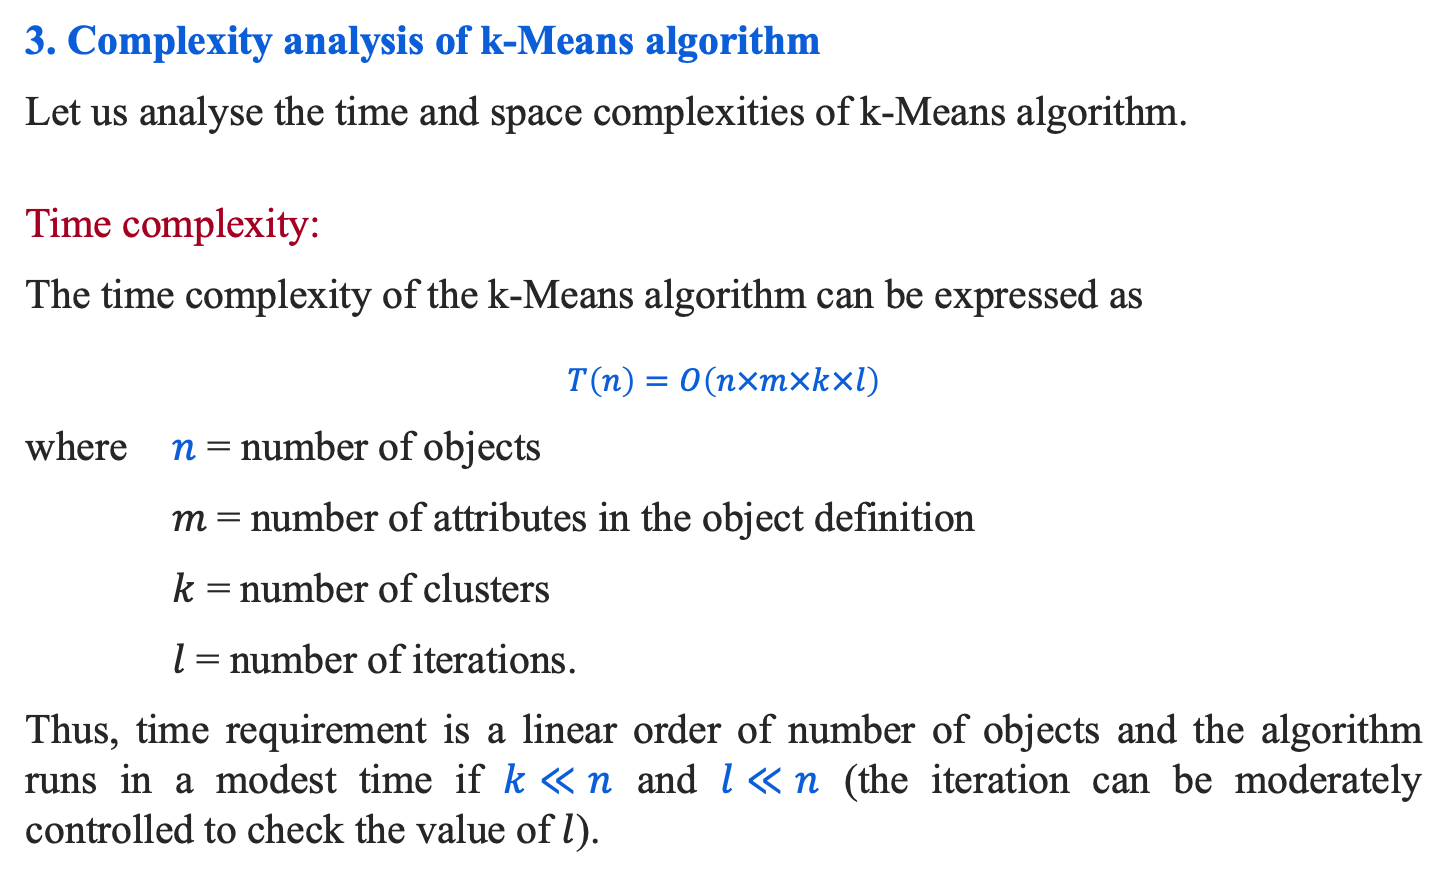 3. Complexity analysis of k-Means algorithm
Let us analyse the time and space complexities of k-Means algorithm.
Time complexity:
The time complexity of the k-Means algorithm can be expressed as
T(n) = O(n×m×k×l)
where n = number of objects
m = number of attributes in the object definition
k = number of clusters
l = number of iterations.
Thus, time requirement is a linear order of number of objects and the algorithm
runs in a modest time if k ≪ n and l ≪ n (the iteration can be moderately
controlled to check the value of l).